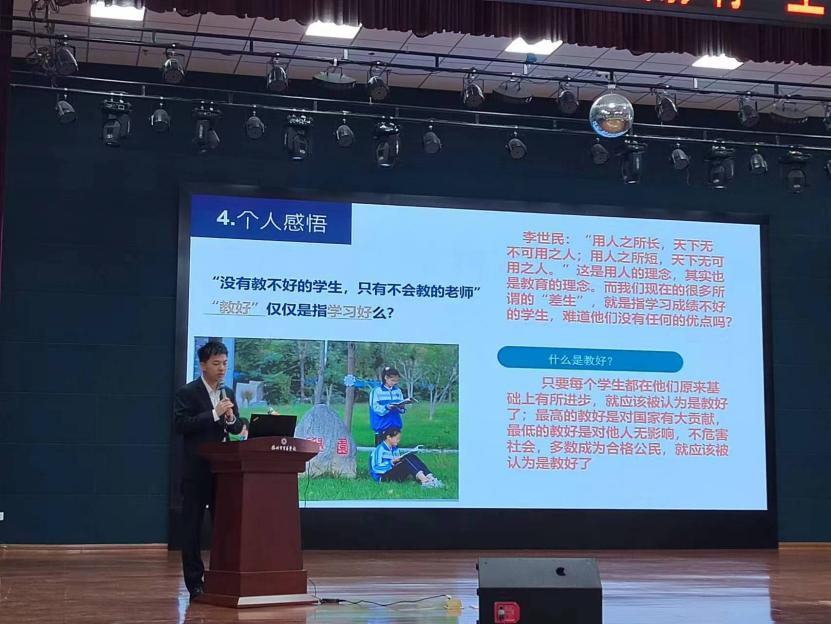 4.个人感悟
“没有教不好的学生，只有不会教的老师”
“教好”仅仅是指学习好么？
李世民：“用人之所长，天下无
不可用之人；用人之所短，天下无可
用之人。”这是用人的理念，其实也
是教育的理念。而我们现在的很多所
谓的“差生”，就是指学习成绩不好
的学生，难道他们没有任何的优点吗？
什么是教好？
只要每个学生都在他们原来基
础上有所进步，就应该被认为是教好
了；最高的教好是对国家有大贡献，
最低的教好是对他人无影响，不危害
社会，多数成为合格公民，就应该被
认为是教好了
園